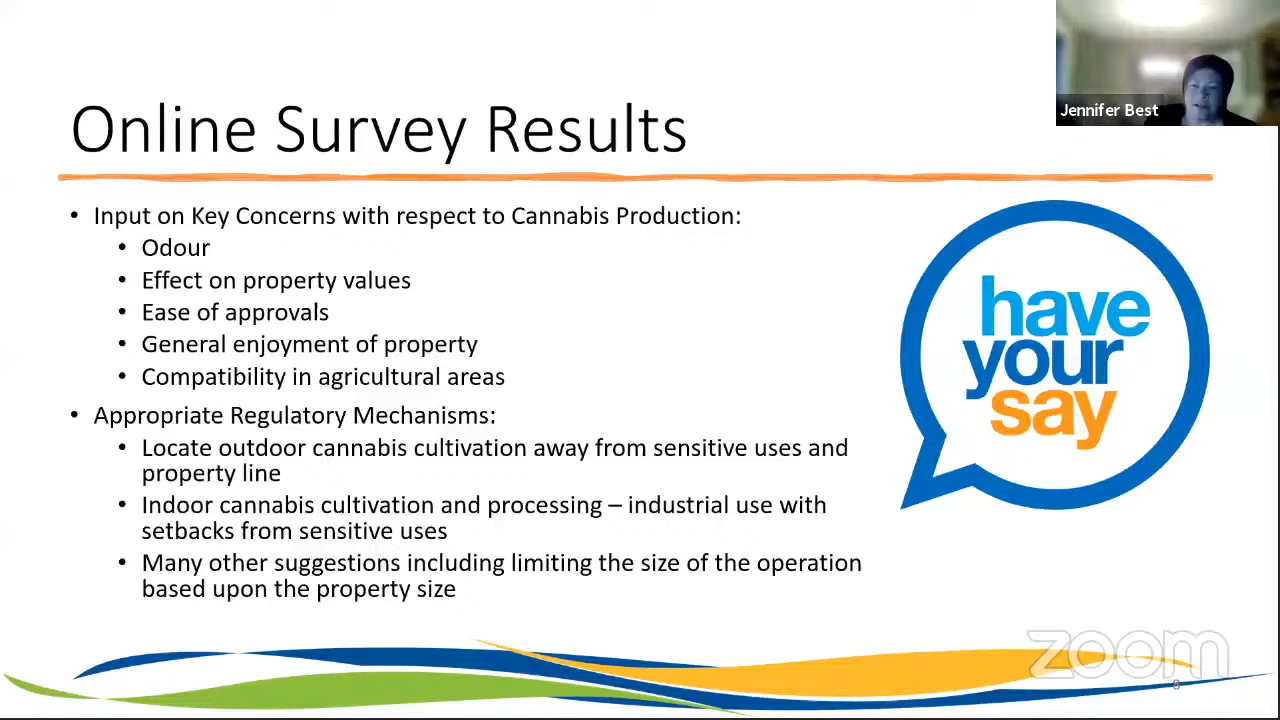 Jennifer Best
Online Survey Results
• Input on Key Concerns with respect to Cannabis Production:
• Odour
• Effect on property values
• Ease of approvals
• General enjoyment of property
• Compatibility in agricultural areas
• Appropriate Regulatory Mechanisms:
• Locate outdoor cannabis cultivation away from sensitive uses and
property line
• Indoor cannabis cultivation and processing – industrial use with
setbacks from sensitive uses
• Many other suggestions including limiting the size of the operation
based upon the property size
have
your
say
zoom